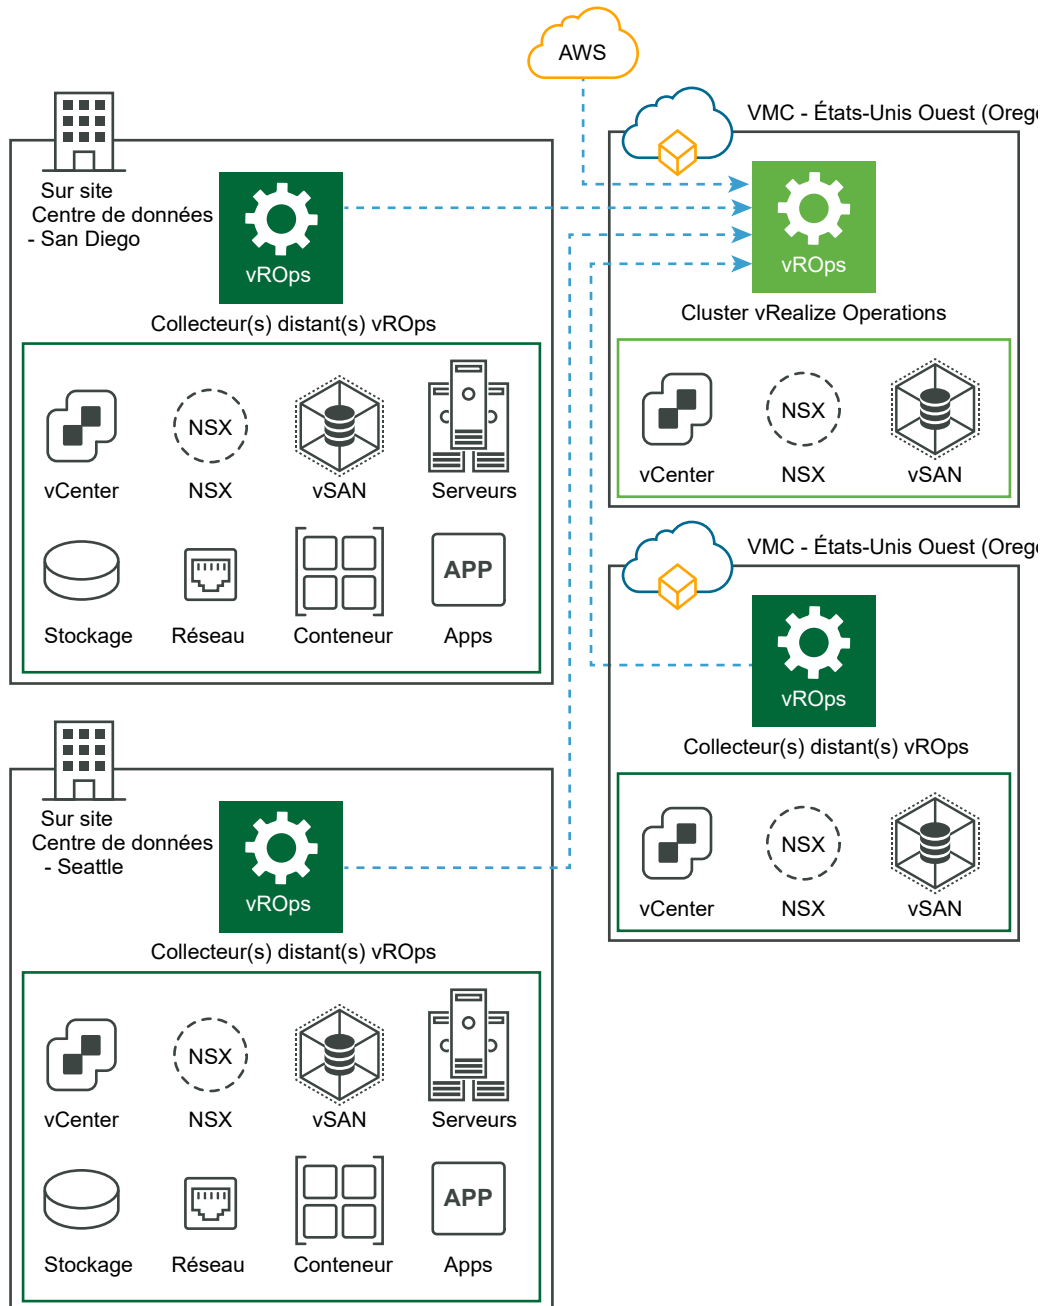 AWS
VMC - États-Unis Ouest (Orego
Sur site
Centre de données
- San Diego
vROps
Collecteur(s) distant(s) vROps
vCenter
NSX
NSX
vSAN
Serveurs
Stockage
Réseau
Conteneur
APP
Apps
vROps
Cluster vRealize Operations
vCenter
NSX
NSX
vSAN
VMC - États-Unis Ouest (Orego
vROps
Collecteur(s) distant(s) vROps
vCenter
NSX
NSX
vSAN
Sur site
Centre de données
- Seattle
vROps
Collecteur(s) distant(s) vROps
vCenter
NSX
NSX
vSAN
Serveurs
Stockage
Réseau
Conteneur
APP
Apps